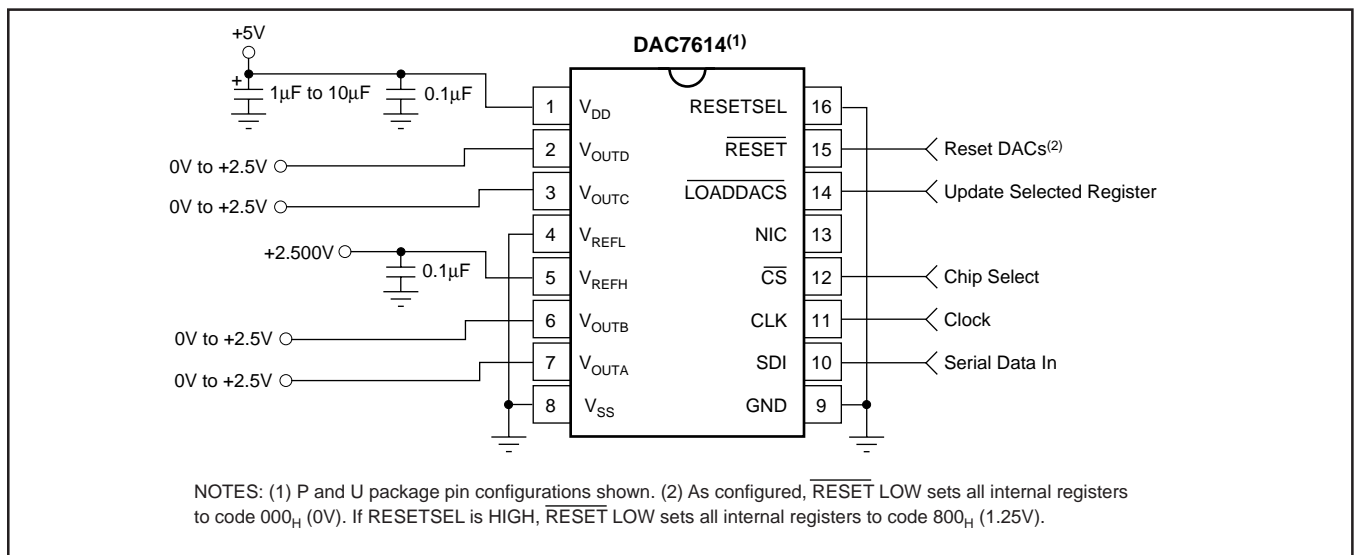 +5V
DAC7614(1)
+
1μF to 10μF
0.1μF
1 VDD RESETSEL 16
0V to +2.5V 2 VOUTD RESET 15 Reset DACs(2)
0V to +2.5V 3 VOUTC LOADDACS 14 Update Selected Register
4 VREFL NIC 13
+2.500V
0.1μF
5 VREFH CS 12 Chip Select
0V to +2.5V 6 VOUTB CLK 11 Clock
0V to +2.5V 7 VOUTA SDI 10 Serial Data In
8 VSS GND 9
NOTES: (1) P and U package pin configurations shown. (2) As configured, RESET LOW sets all internal registers
to code 000H (0V). If RESETSEL is HIGH, RESET LOW sets all internal registers to code 800H (1.25V).